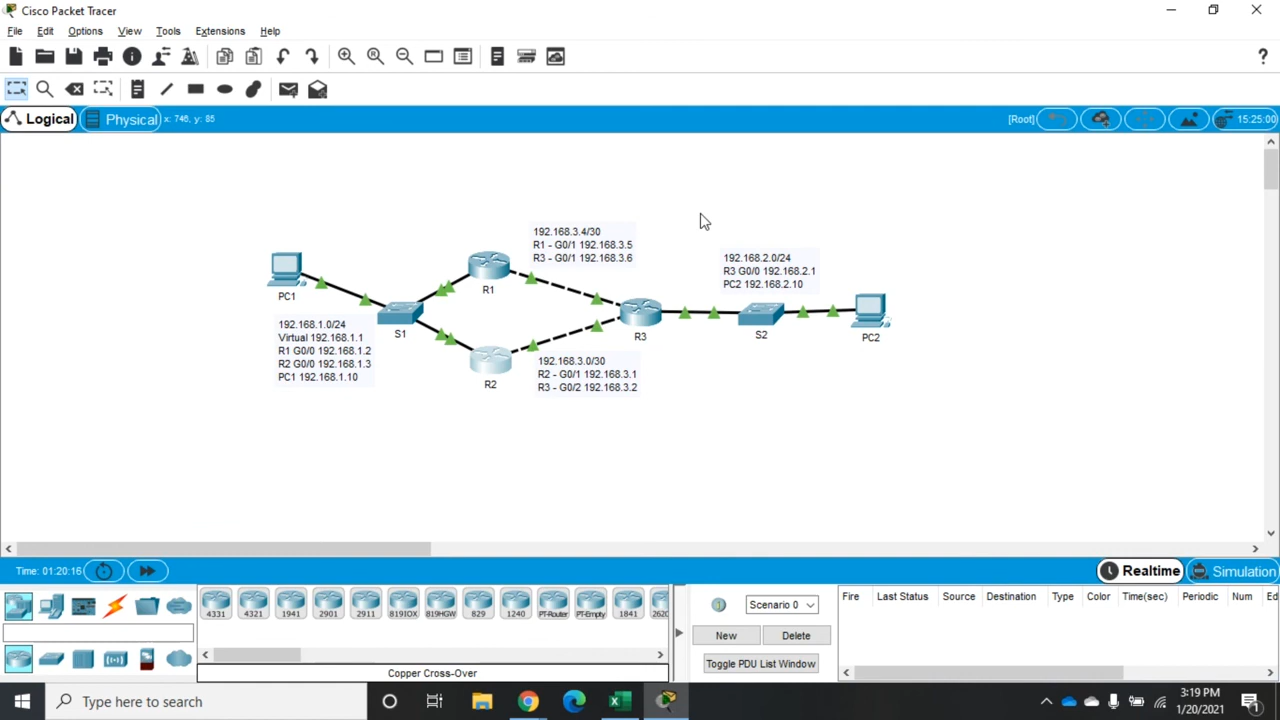 Cisco Packet Tracer
File Edit Options View Tools Extensions Help
?
Logical Physical x: 746, y: 85 [Root] 15:25:00
192.168.3.4/30
R1 - G0/1 192.168.3.5
R3 - G0/1 192.168.3.6
192.168.2.0/24
R3 G0/0 192.168.2.1
PC2 192.168.2.10
PC1
R1
S1
R3
S2
PC2
192.168.1.0/24
Virtual 192.168.1.1
R1 G0/0 192.168.1.2
R2 G0/0 192.168.1.3
PC1 192.168.1.10
R2
192.168.3.0/30
R2 - G0/1 192.168.3.1
R3 - G0/2 192.168.3.2
Time: 01:20:16 Realtime Simulation
4331 4321 1941 2901 2911 819IOX 819HGW 829 1240 PT-Router PT-Empty 1841 2620
Copper Cross-Over
Scenario 0
New Delete
Toggle PDU List Window
Fire Last Status Source Destination Type Color Time(sec) Periodic Num Ed
Type here to search
3:19 PM
1/20/2021
1